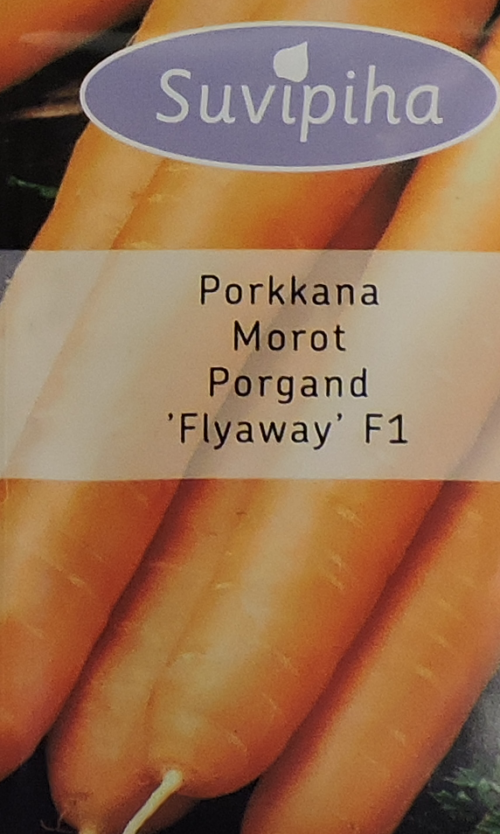 Suvipiha
Porkkana
Morot
Porgand
'Flyaway' F1